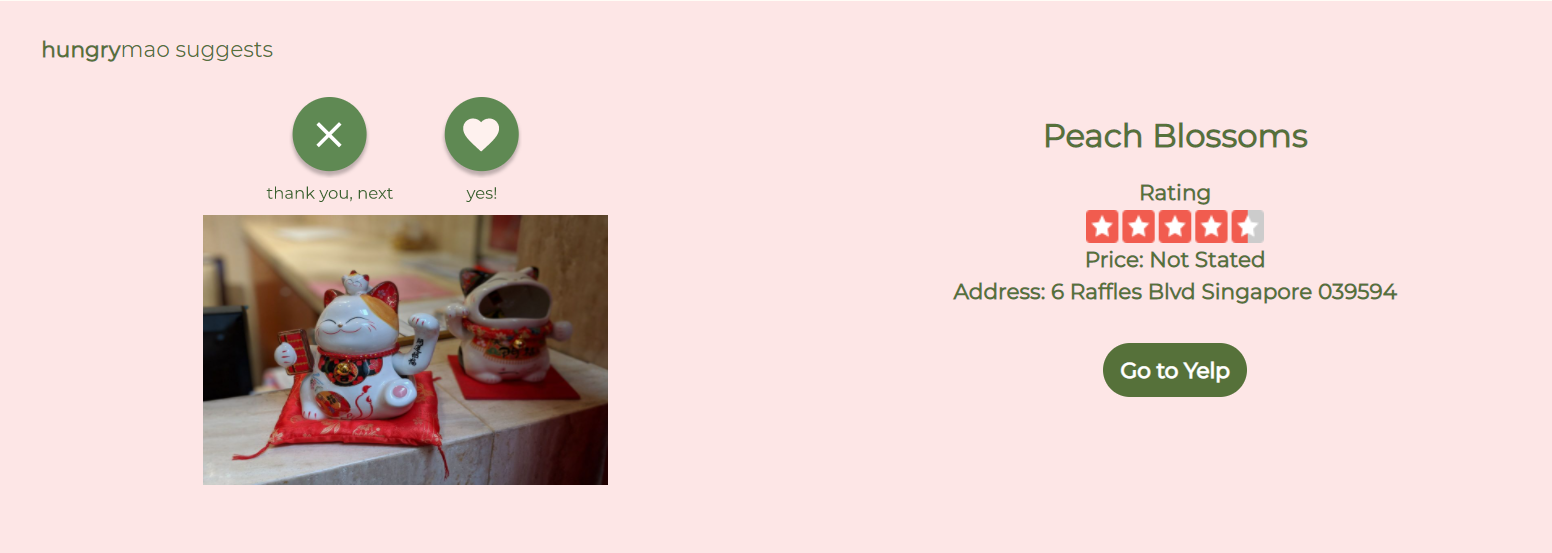 hungrymao suggests
thank you, next
yes!
Peach Blossoms
Rating
Price: Not Stated
Address: 6 Raffles Blvd Singapore 039594
Go to Yelp